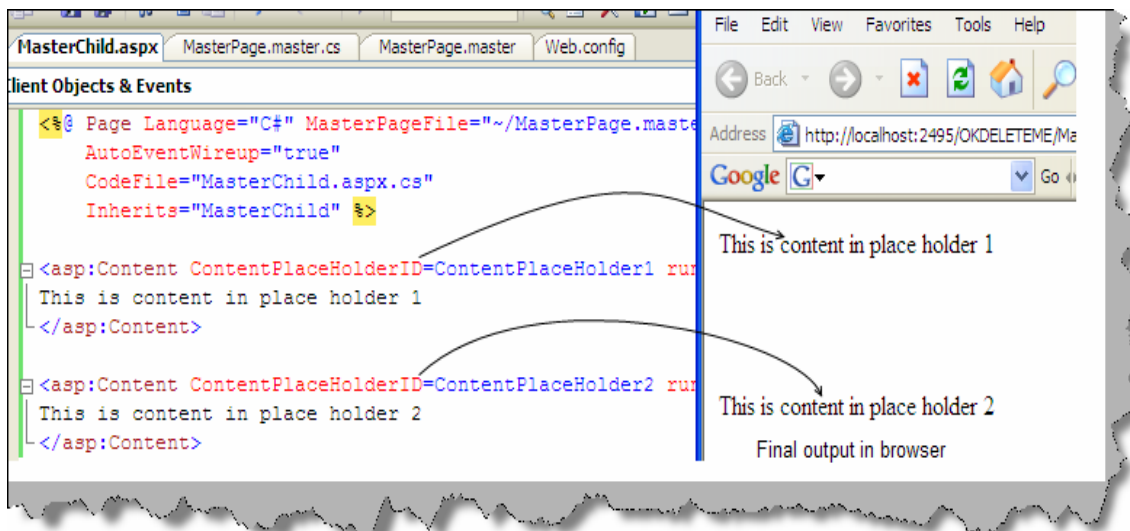 MasterChild.aspx MasterPage.master.cs MasterPage.master Web.config
Client Objects & Events
<%@ Page Language="C#" MasterPageFile="~/MasterPage.maste
AutoEventWireup="true"
CodeFile="MasterChild.aspx.cs"
Inherits="MasterChild" %>
<asp:Content ContentPlaceHolderID=ContentPlaceHolder1 run
This is content in place holder 1
</asp:Content>
<asp:Content ContentPlaceHolderID=ContentPlaceHolder2 run
This is content in place holder 2
</asp:Content>
File Edit View Favorites Tools Help
Back
Address http://localhost:2495/OKDELETEME/Ma
Google G Go
This is content in place holder 1
This is content in place holder 2
Final output in browser